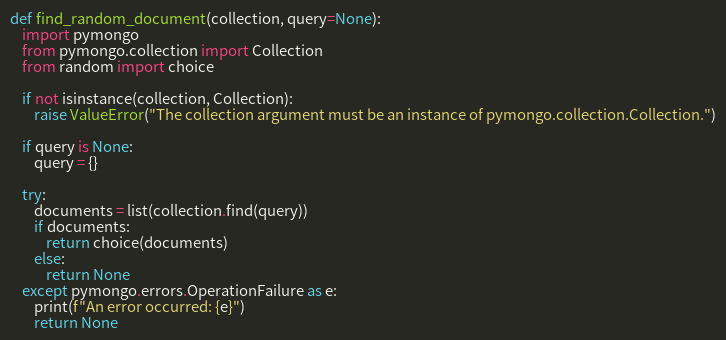 def find_random_document(collection, query=None):
    import pymongo
    from pymongo.collection import Collection
    from random import choice

    if not isinstance(collection, Collection):
        raise ValueError("The collection argument must be an instance of pymongo.collection.Collection.")

    if query is None:
        query = {}

    try:
        documents = list(collection.find(query))
        if documents:
            return choice(documents)
        else:
            return None
    except pymongo.errors.OperationFailure as e:
        print(f"An error occurred: {e}")
        return None